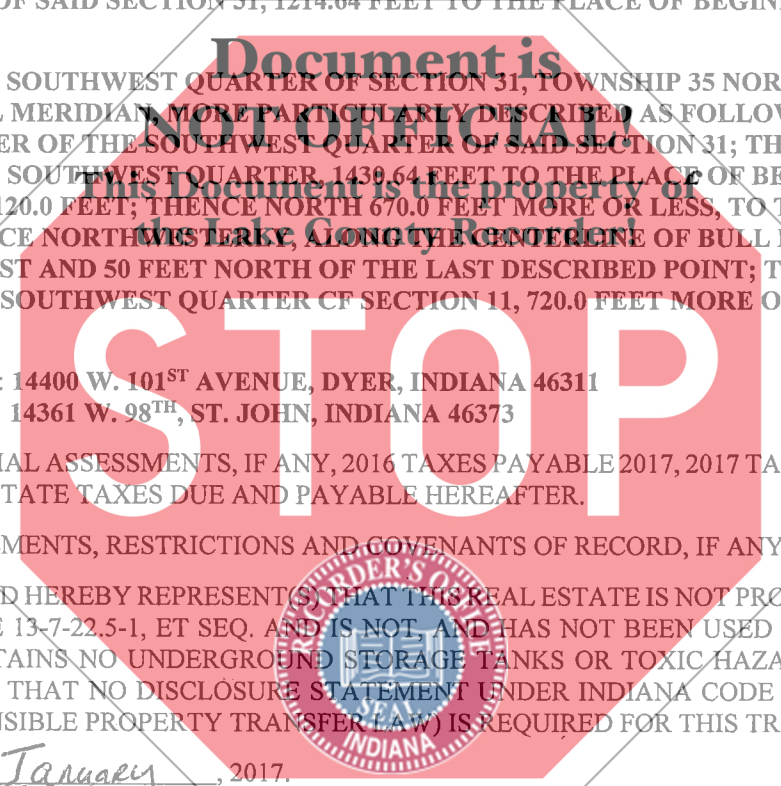 OF SAID SECTION 31, 1214.64 FEET TO THE PLACE OF BEGIN
Document is
SOUTHWEST QUARTER OF SECTION 31, TOWNSHIP 35 NOR
MERIDIAN, MORE PARTICULARLY DESCRIBED AS FOLLOW
NOT OFFICIAL!
ER OF THE SOUTHWEST QUARTER OF SAID SECTION 31; TH
SOUTHWEST QUARTER, 1430.64 FEET TO THE PLACE OF BE
This Document is the property of
120.0 FEET; THENCE NORTH 670.0 FEET MORE OR LESS, TO T
the Lake County Recorder!
CE NORTHWESTERLY, ALONG THE CENTERLINE OF BULL
ST AND 50 FEET NORTH OF THE LAST DESCRIBED POINT; T
SOUTHWEST QUARTER CF SECTION 11, 720.0 FEET MORE O
STOP
: 14400 W. 101ST AVENUE, DYER, INDIANA 46311
14361 W. 98TH, ST. JOHN, INDIANA 46373
IAL ASSESSMENTS, IF ANY, 2016 TAXES PAYABLE 2017, 2017 TA
TATE TAXES DUE AND PAYABLE HEREAFTER.
MENTS, RESTRICTIONS AND COVENANTS OF RECORD, IF ANY
D HEREBY REPRESENT(S) THAT THIS REAL ESTATE IS NOT PRO
E 13-7-22.5-1, ET SEQ. AND IS NOT, AND HAS NOT BEEN USED
TAINS NO UNDERGROUND STORAGE TANKS OR TOXIC HAZA
THAT NO DISCLOSURE STATEMENT UNDER INDIANA CODE
NSIBLE PROPERTY TRANSFER LAW) IS REQUIRED FOR THIS TR
RECORDER'S OFFICE
SEAL
INDIANA
January, 2017.